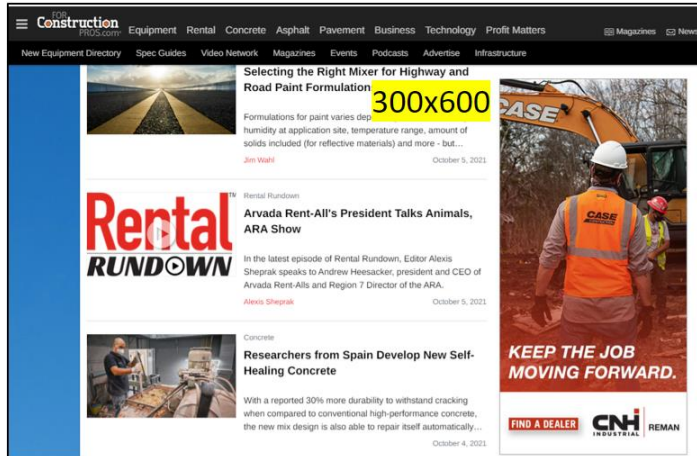 FOR
Construction
PROS.com
Equipment Rental Concrete Asphalt Pavement Business Technology Profit Matters
Magazines
News
New Equipment Directory Spec Guides Video Network Magazines Events Podcasts Advertise Infrastructure
Selecting the Right Mixer for Highway and
Road Paint Formulation
300x600
Formulations for paint varies dep
humidity at application site, temperature range, amount of
solids included (for reflective materials) and more - but…
Jim Wahl October 5, 2021
Rental
RUNDOWN
TM
Rental Rundown
Arvada Rent-All's President Talks Animals,
ARA Show
In the latest episode of Rental Rundown, Editor Alexis
Sheprak speaks to Andrew Heesacker, president and CEO of
Arvada Rent-Alls and Region 7 Director of the ARA.
Alexis Sheprak October 5, 2021
Concrete
Researchers from Spain Develop New Self-
Healing Concrete
With a reported 30% more durability to withstand cracking
when compared to conventional high-performance concrete,
the new mix design is also able to repair itself automatically…
October 4, 2021
CASE
CASE
KEEP THE JOB
MOVING FORWARD.
FIND A DEALER
CNH
INDUSTRIAL
REMAN